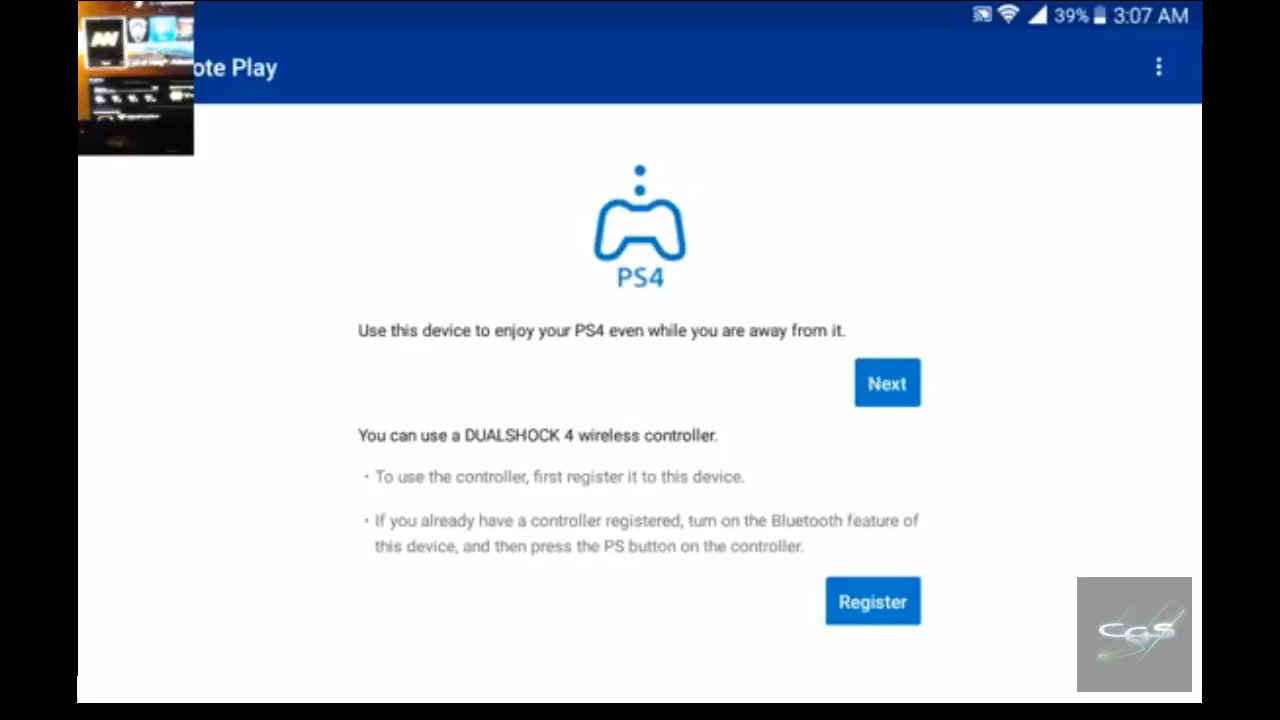 39% 3:07 AM
ote Play
PS4
Use this device to enjoy your PS4 even while you are away from it.
Next
You can use a DUALSHOCK 4 wireless controller.
・To use the controller, first register it to this device.
・If you already have a controller registered, turn on the Bluetooth feature of
this device, and then press the PS button on the controller.
Register
CGS